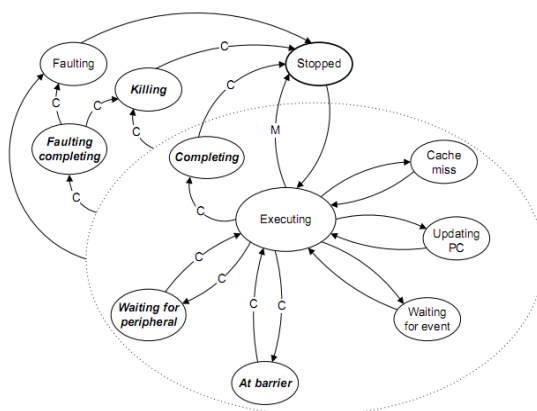 C
Faulting
C
Stopped
Killing
C
C
C
Faulting
completing
C
M
Completing
Cache
miss
C
C
Executing
Updating
PC
C
C
Waiting for
peripheral
C
C
Waiting
for event
At barrier